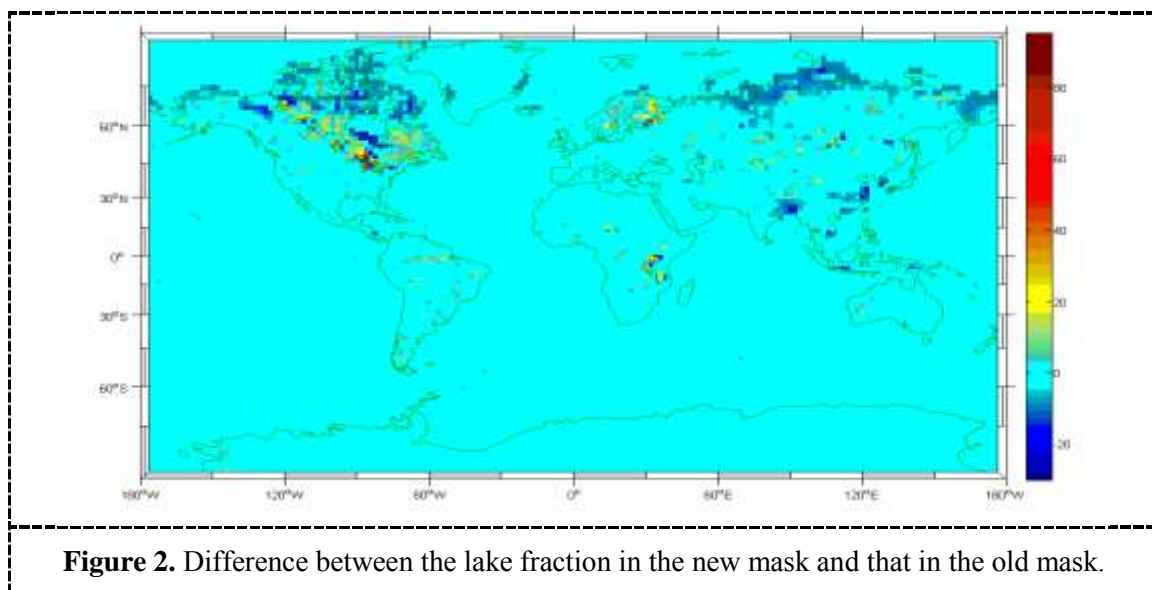 80
60°N
60
30°N
40
0°
20
30°S
0
60°S
-20
180°W 120°W 60°W 0° 60°E 120°E 180°W
Figure 2. Difference between the lake fraction in the new mask and that in the old mask.